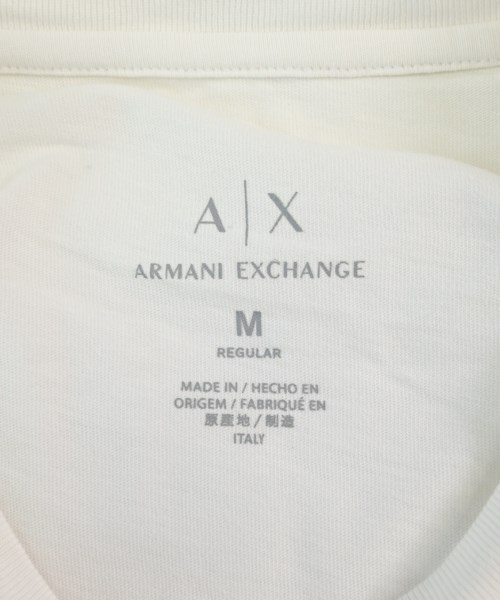 A|X
ARMANI EXCHANGE
M
REGULAR
MADE IN / HECHO EN
ORIGEM / FABRIQUÉ EN
原産地 / 制造
ITALY